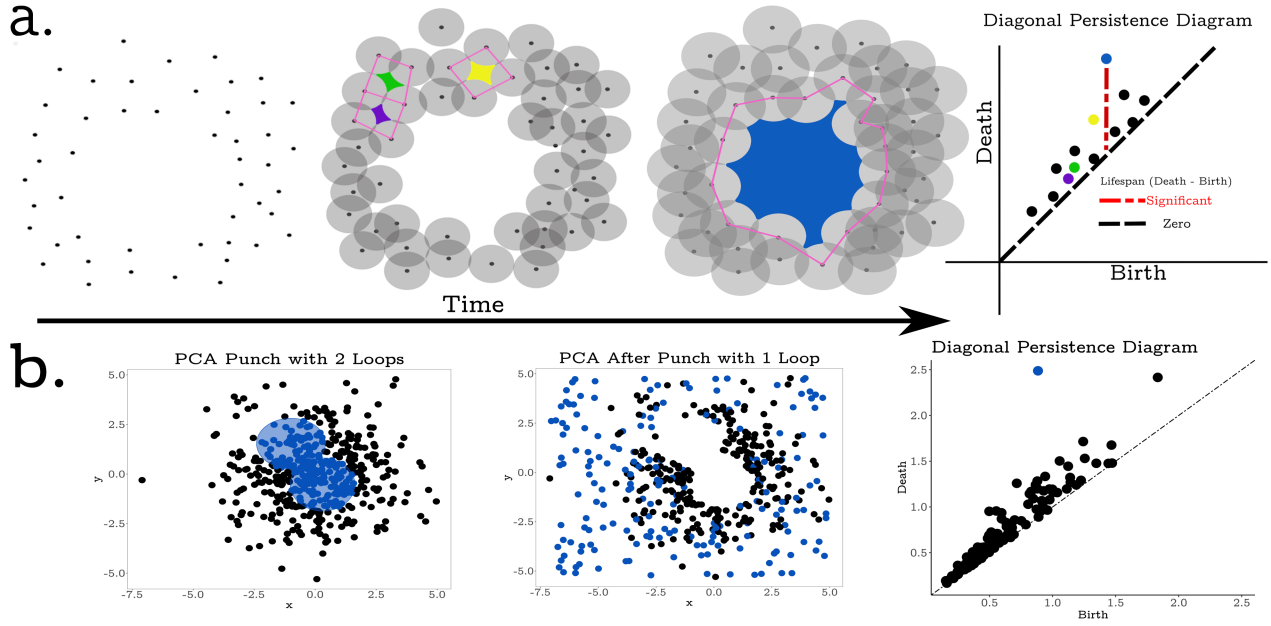 a.
Diagonal Persistence Diagram
Death
Lifespan (Death - Birth)
Significant
Zero
Birth
Time
b.
PCA Punch with 2 Loops
5.0
2.5
0.0
-2.5
-5.0
y
-7.5 -5.0 -2.5 0.0 2.5 5.0
x
PCA After Punch with 1 Loop
5.0
2.5
0.0
-2.5
-5.0
y
-7.5 -5.0 -2.5 0.0 2.5 5.0
x
Diagonal Persistence Diagram
2.5
2.0
1.5
1.0
0.5
Death
0.5 1.0 1.5 2.0 2.5
Birth